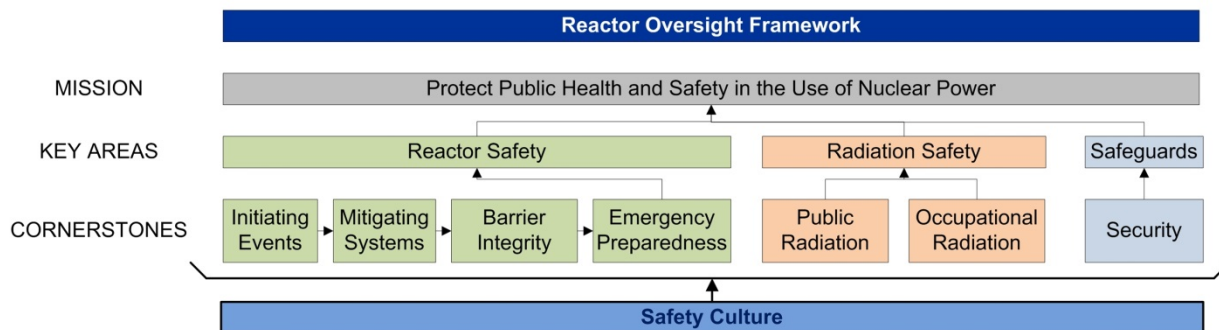 Reactor Oversight Framework
MISSION
Protect Public Health and Safety in the Use of Nuclear Power
KEY AREAS
Reactor Safety
Radiation Safety
Safeguards
CORNERSTONES
Initiating
Events
Mitigating
Systems
Barrier
Integrity
Emergency
Preparedness
Public
Radiation
Occupational
Radiation
Security
Safety Culture